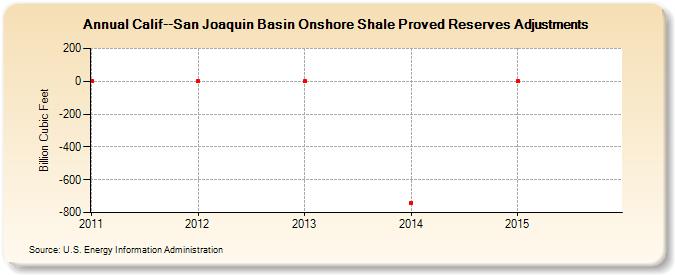 Annual Calif--San Joaquin Basin Onshore Shale Proved Reserves Adjustments
Billion Cubic Feet
200
0
-200
-400
-600
-800
2011 2012 2013 2014 2015
Source: U.S. Energy Information Administration